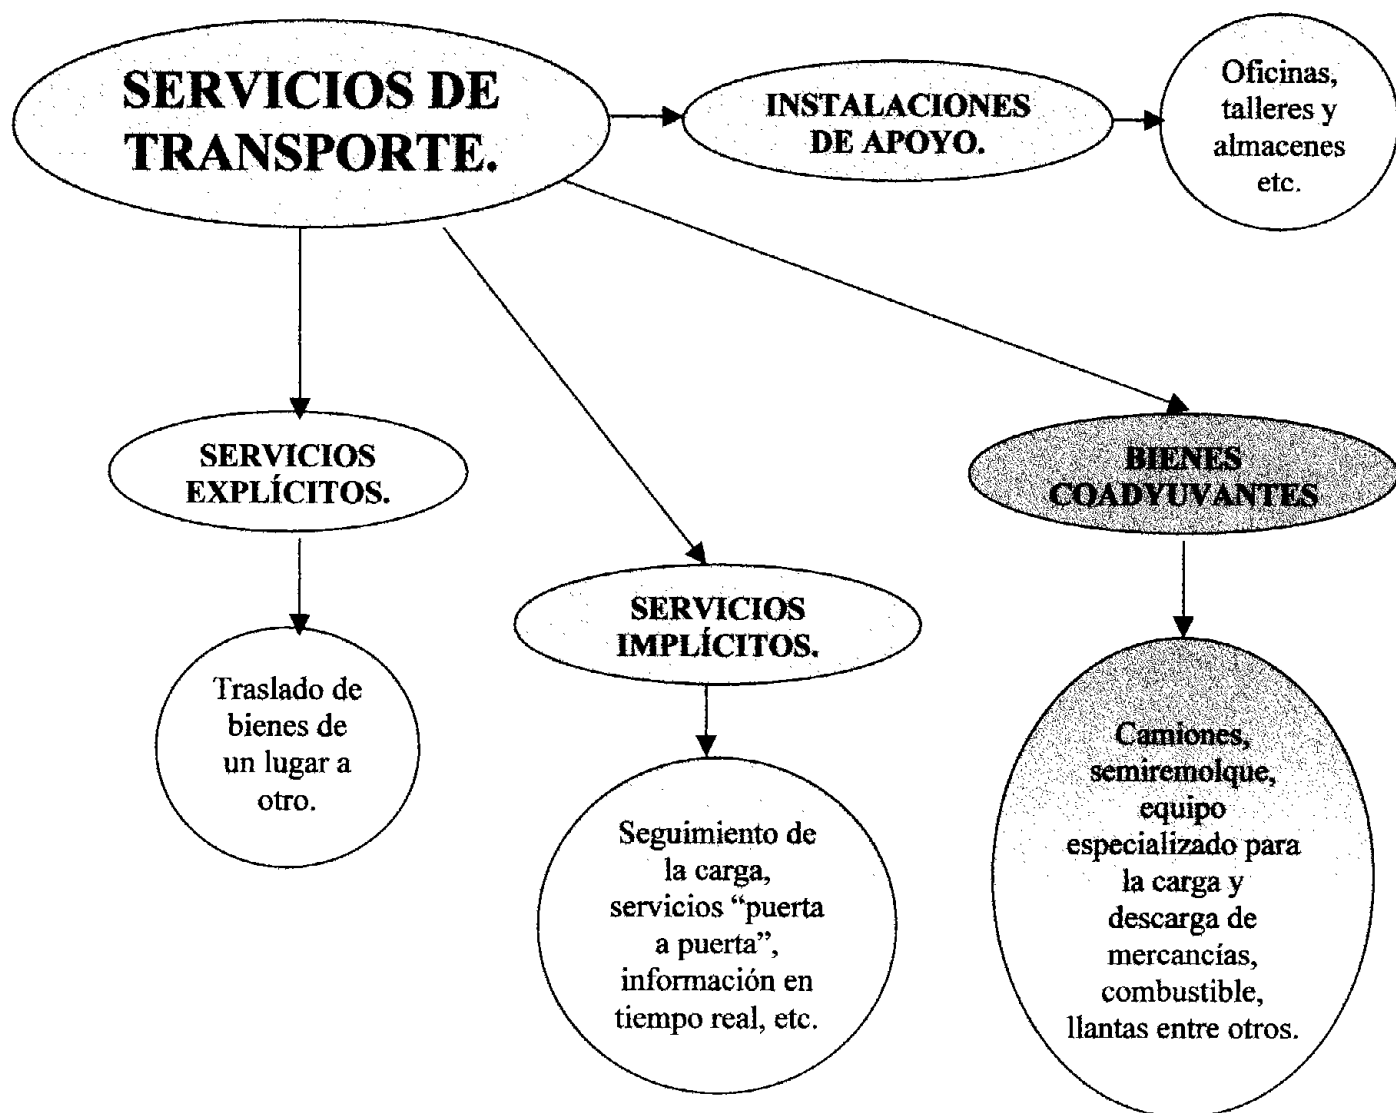 SERVICIOS DE
TRANSPORTE.
INSTALACIONES
DE APOYO.
Oficinas,
talleres y
almacenes
etc.
SERVICIOS
EXPLÍCITOS.
BIENES
COADYUVANTES
SERVICIOS
IMPLÍCITOS.
Traslado de
bienes de
un lugar a
otro.
Seguimiento de
la carga,
servicios “puerta
a puerta”,
información en
tiempo real, etc.
Camiones,
semiremolque,
equipo
especializado para
la carga y
descarga de
mercancías,
combustible,
llantas entre otros.